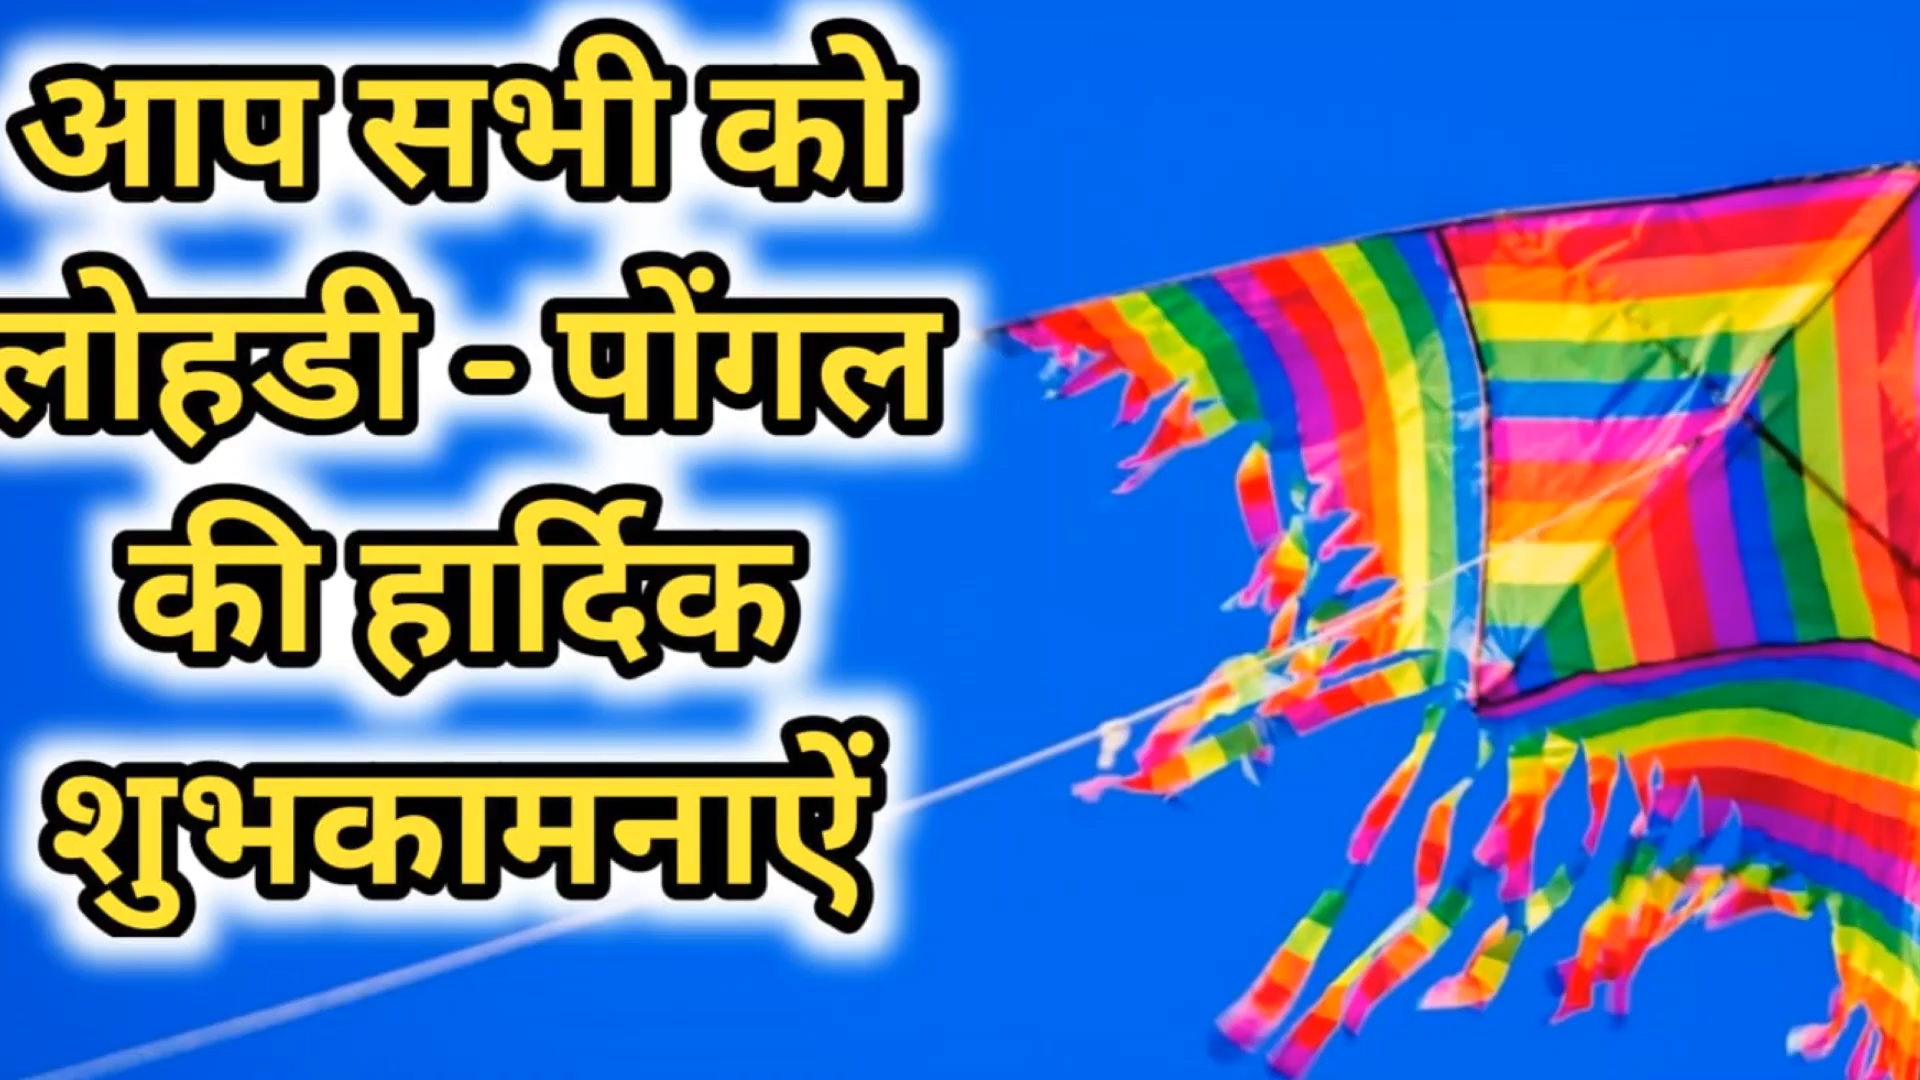 आप सभी को
लोहडी - पोंगल
की हार्दिक
शुभकामनाऐं